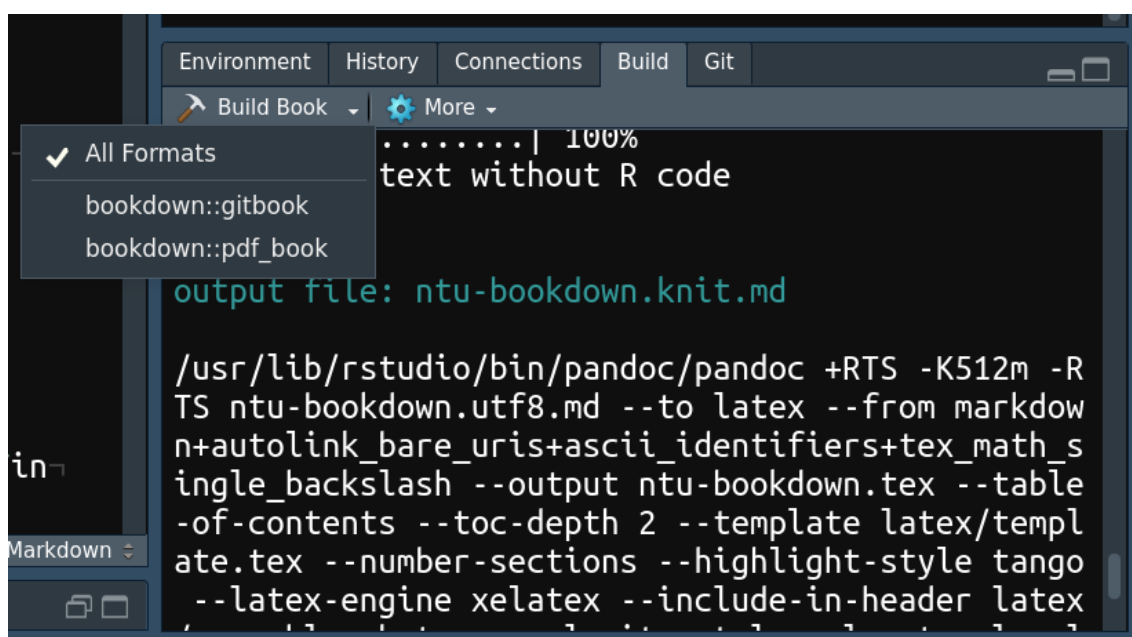 Environment History Connections Build Git
Build Book More
All Formats
bookdown::gitbook
bookdown::pdf_book
........| 100%
text without R code
output file: ntu-bookdown.knit.md
/usr/lib/rstudio/bin/pandoc/pandoc +RTS -K512m -R
TS ntu-bookdown.utf8.md --to latex --from markdow
n+autolink_bare_uris+ascii_identifiers+tex_math_s
ingle_backslash --output ntu-bookdown.tex --table
-of-contents --toc-depth 2 --template latex/templ
ate.tex --number-sections --highlight-style tango
--latex-engine xelatex --include-in-header latex
in¬
Markdown